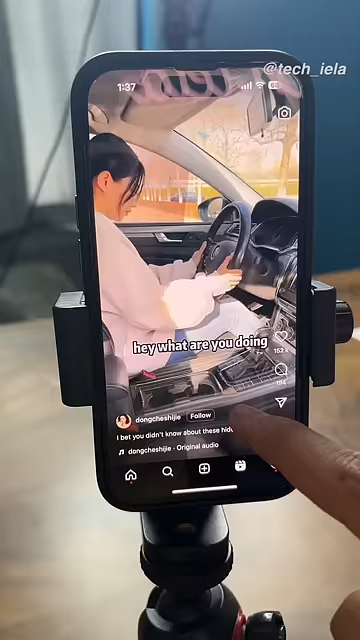 @tech_iela
1:37
hey what are you doing
152 k
194
dongcheshijie Follow
I bet you didn't know about these
dongcheshijie · Original audio